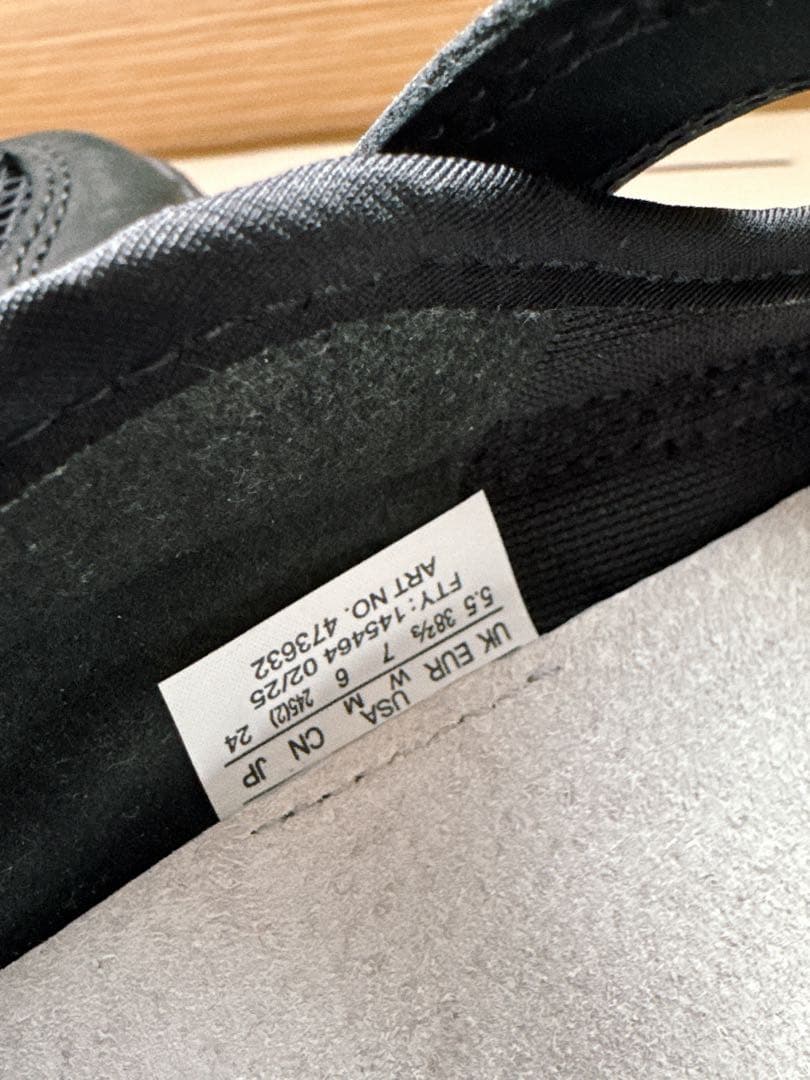 UK EUR USA CN JP
W M
5.5 38⅔ 7 6 245(2) 24
FTY: 145464 02/25
ART NO. 473632